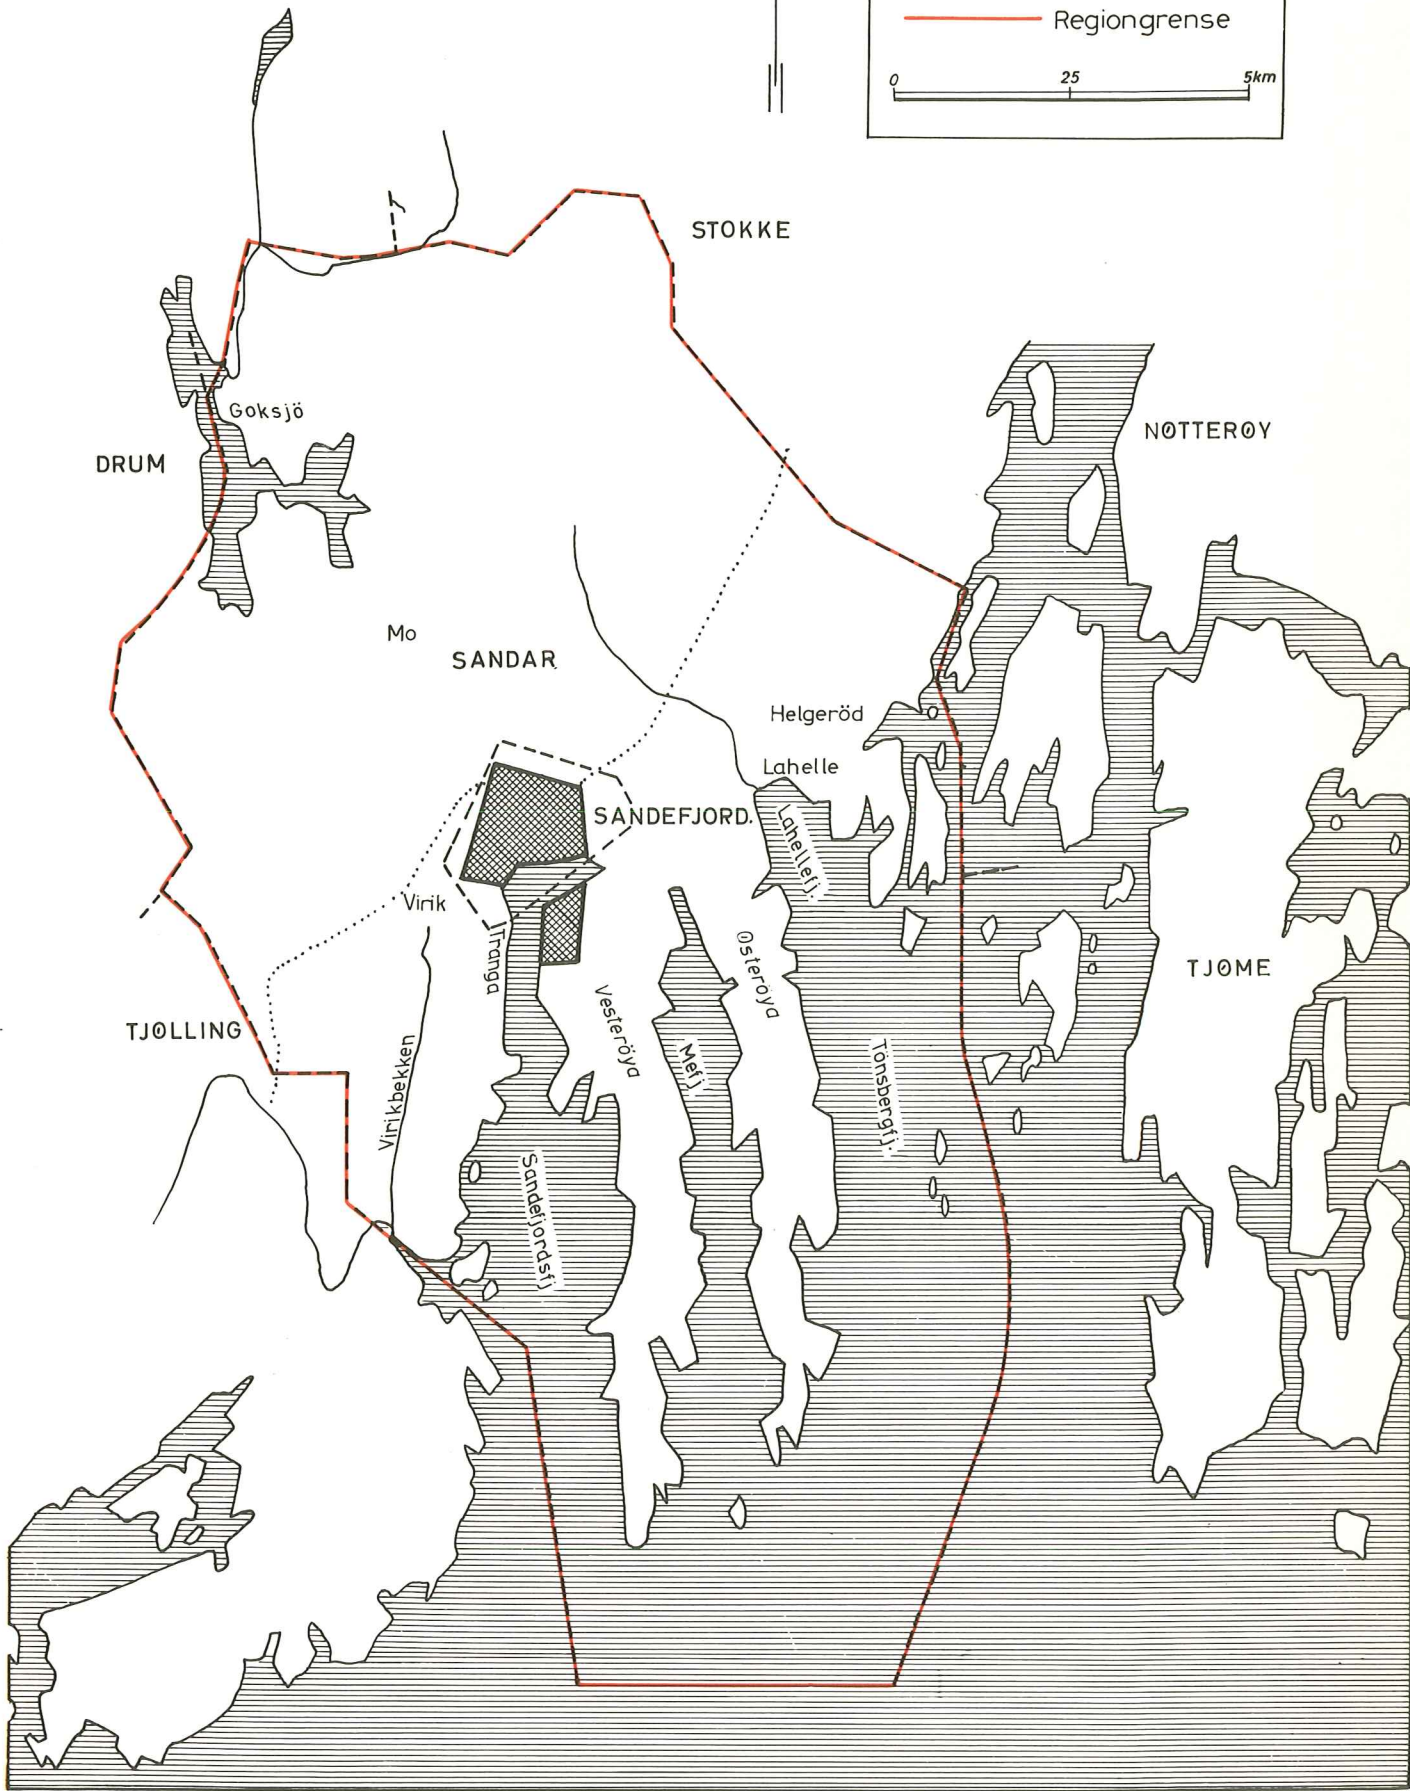 Regiongrense
0 25 5km
STOKKE
NØTTERØY
Goksjö
DRUM
Mo
SANDAR
Helgeröd
Lahelle
SANDEFJORD.
Lahellefj
Virik
Tranga
Østeröya
TJØME
Vesteröya
TJØLLING
Mefj
Tönsbergfj.
Virikbekken
Sandefjordsfj